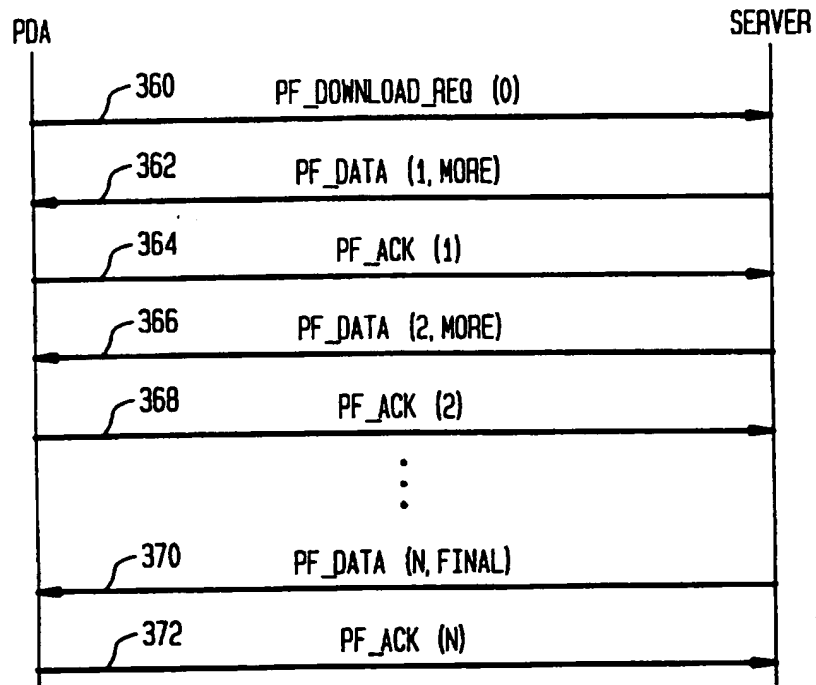 PDA
SERVER
360 PF_DOWNLOAD_REQ (0)
362 PF_DATA (1, MORE)
364 PF_ACK (1)
366 PF_DATA (2, MORE)
368 PF_ACK (2)
370 PF_DATA (N, FINAL)
372 PF_ACK (N)